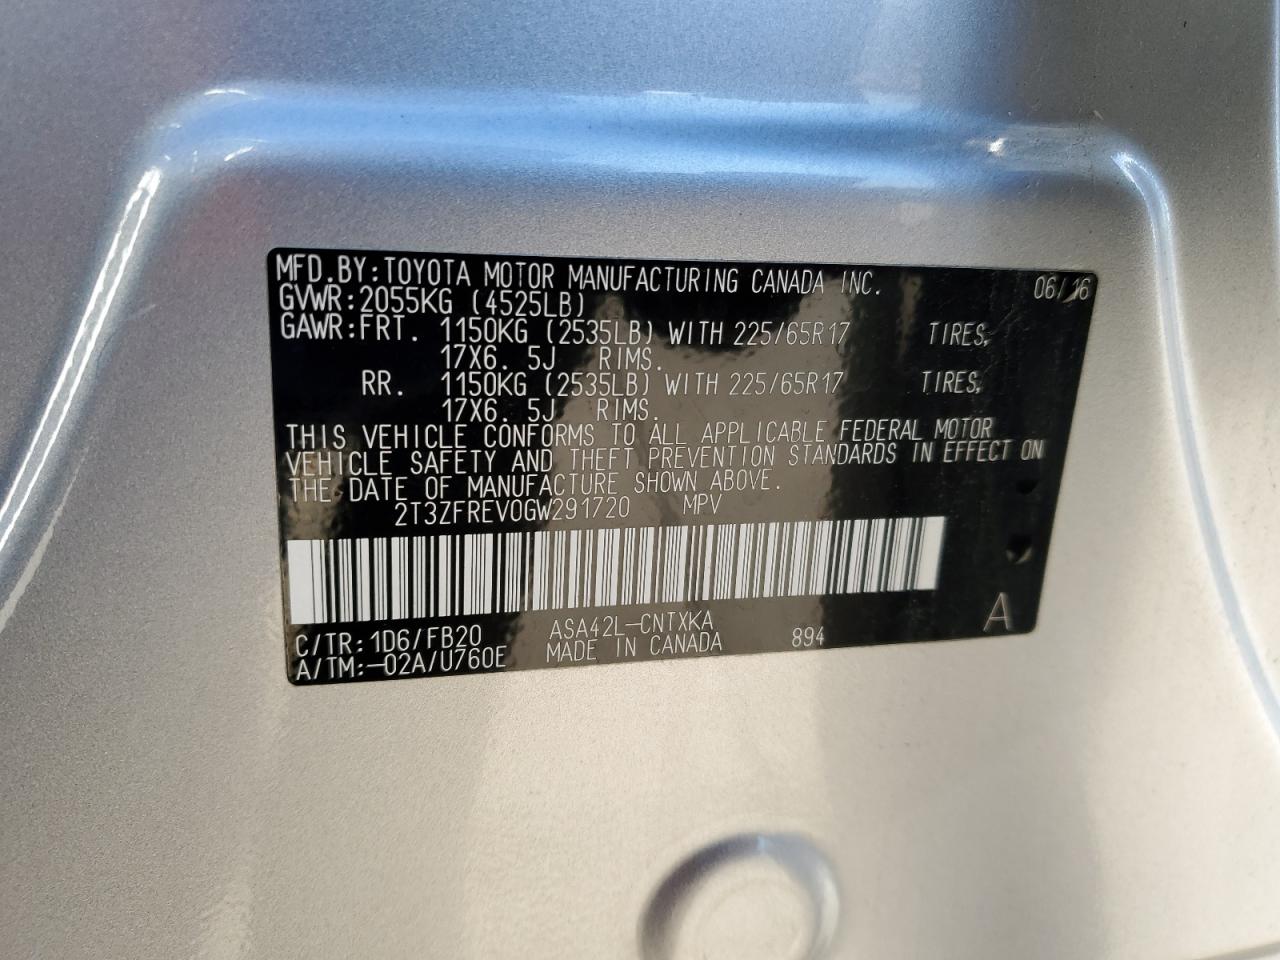 MFD.BY:TOYOTA MOTOR MANUFACTURING CANADA INC. 06/16
GVWR:2055KG (4525LB)
GAWR:FRT. 1150KG (2535LB) WITH 225/65R17 TIRES,
17X6. 5J RIMS.
RR. 1150KG (2535LB) WITH 225/65R17 TIRES,
17X6. 5J RIMS.
THIS VEHICLE CONFORMS TO ALL APPLICABLE FEDERAL MOTOR
VEHICLE SAFETY AND THEFT PREVENTION STANDARDS IN EFFECT ON
THE DATE OF MANUFACTURE SHOWN ABOVE.
2T3ZFREV0GW291720 MPV
C/TR:1D6/FB20 ASA42L-CNTXKA
A/TM:-02A/U760E MADE IN CANADA 894 A